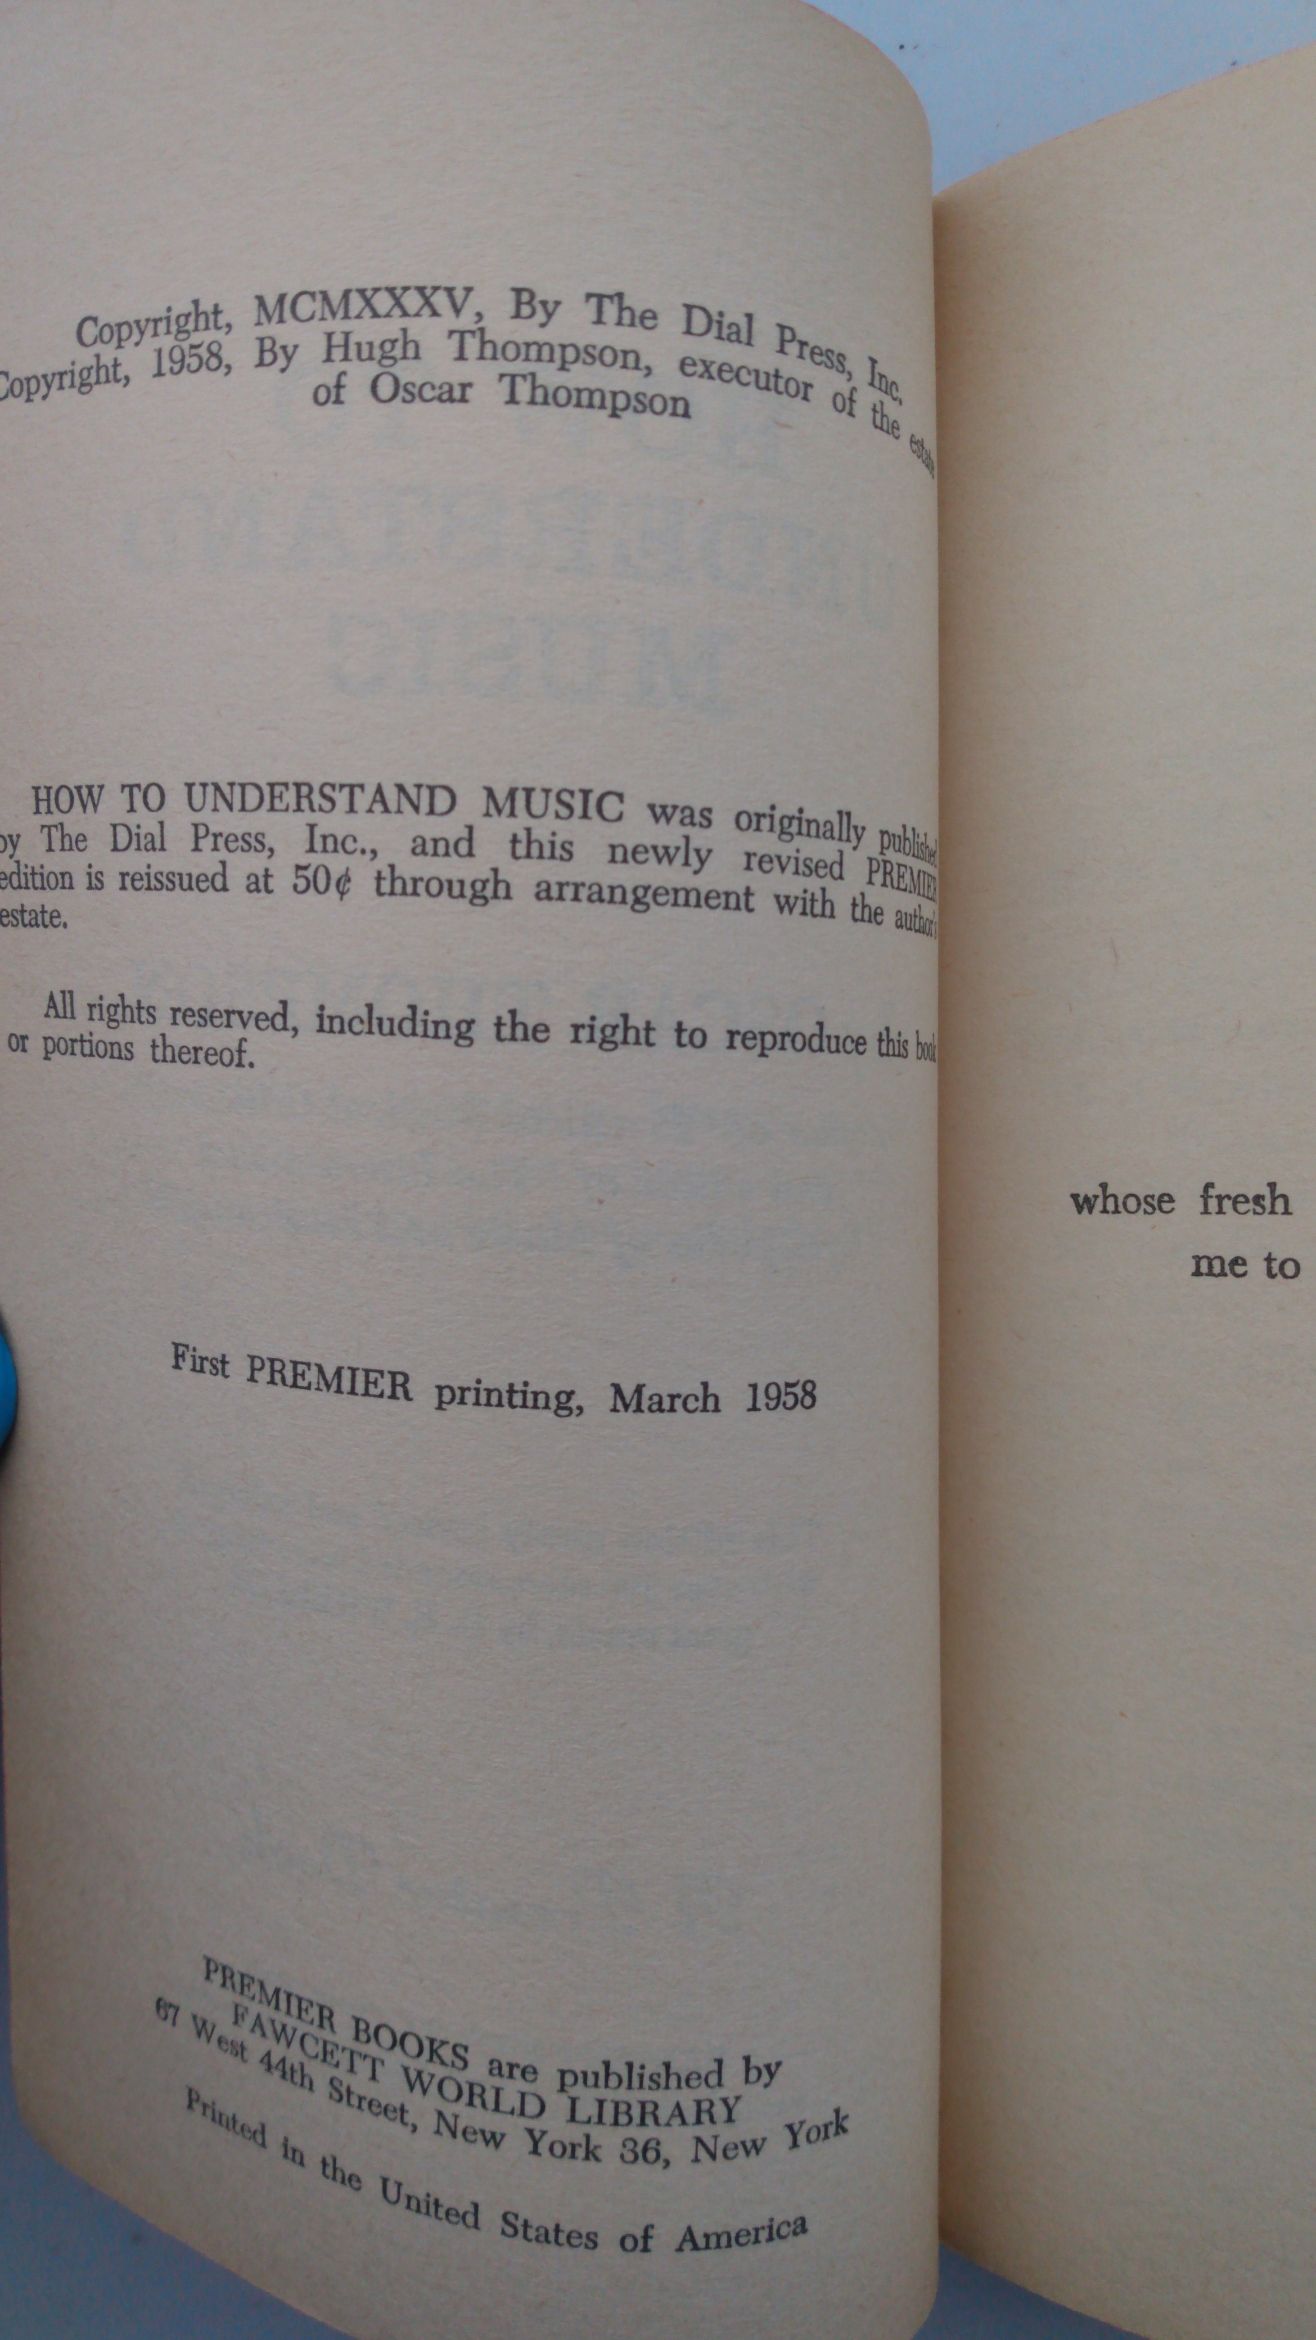 Copyright, MCMXXXV, By The Dial Press, Inc.
Copyright, 1958, By Hugh Thompson, executor of the estate
of Oscar Thompson
HOW TO UNDERSTAND MUSIC was originally published
by The Dial Press, Inc., and this newly revised PREMIER
edition is reissued at 50¢ through arrangement with the author's
estate.
All rights reserved, including the right to reproduce this book
or portions thereof.
First PREMIER printing, March 1958
PREMIER BOOKS are published by
FAWCETT WORLD LIBRARY
67 West 44th Street, New York 36, New York
Printed in the United States of America
whose fresh
me to